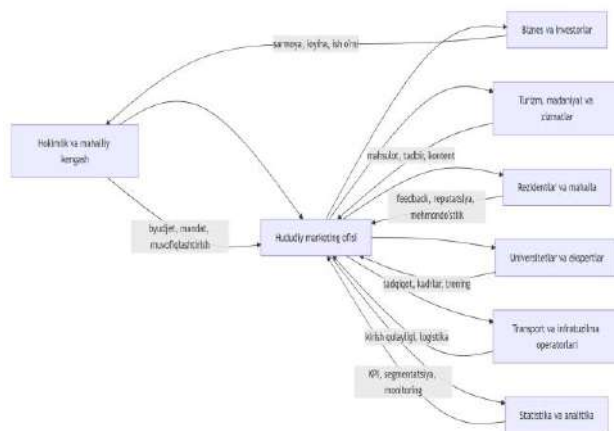 Biznes va investorlar
sarmoya, loyiha, ish o'rni
Turizm, madaniyat va
xizmatlar
Hokimlik va mahalliy
kengash
mahsulot, tadbir, kontent
Rezidentlar va mahalla
feedback, reputatsiya,
mehmondo'stlik
byudjet, mandat,
muvofiqlashtirish
Hududiy marketing ofisi
Universitetlar va ekspertlar
tadqiqot, kadrlar, trening
Transport va infratuzilma
operatorlari
kirish qulayligi, logistika
KPI, segmentatsiya,
monitoring
Statistika va analitika